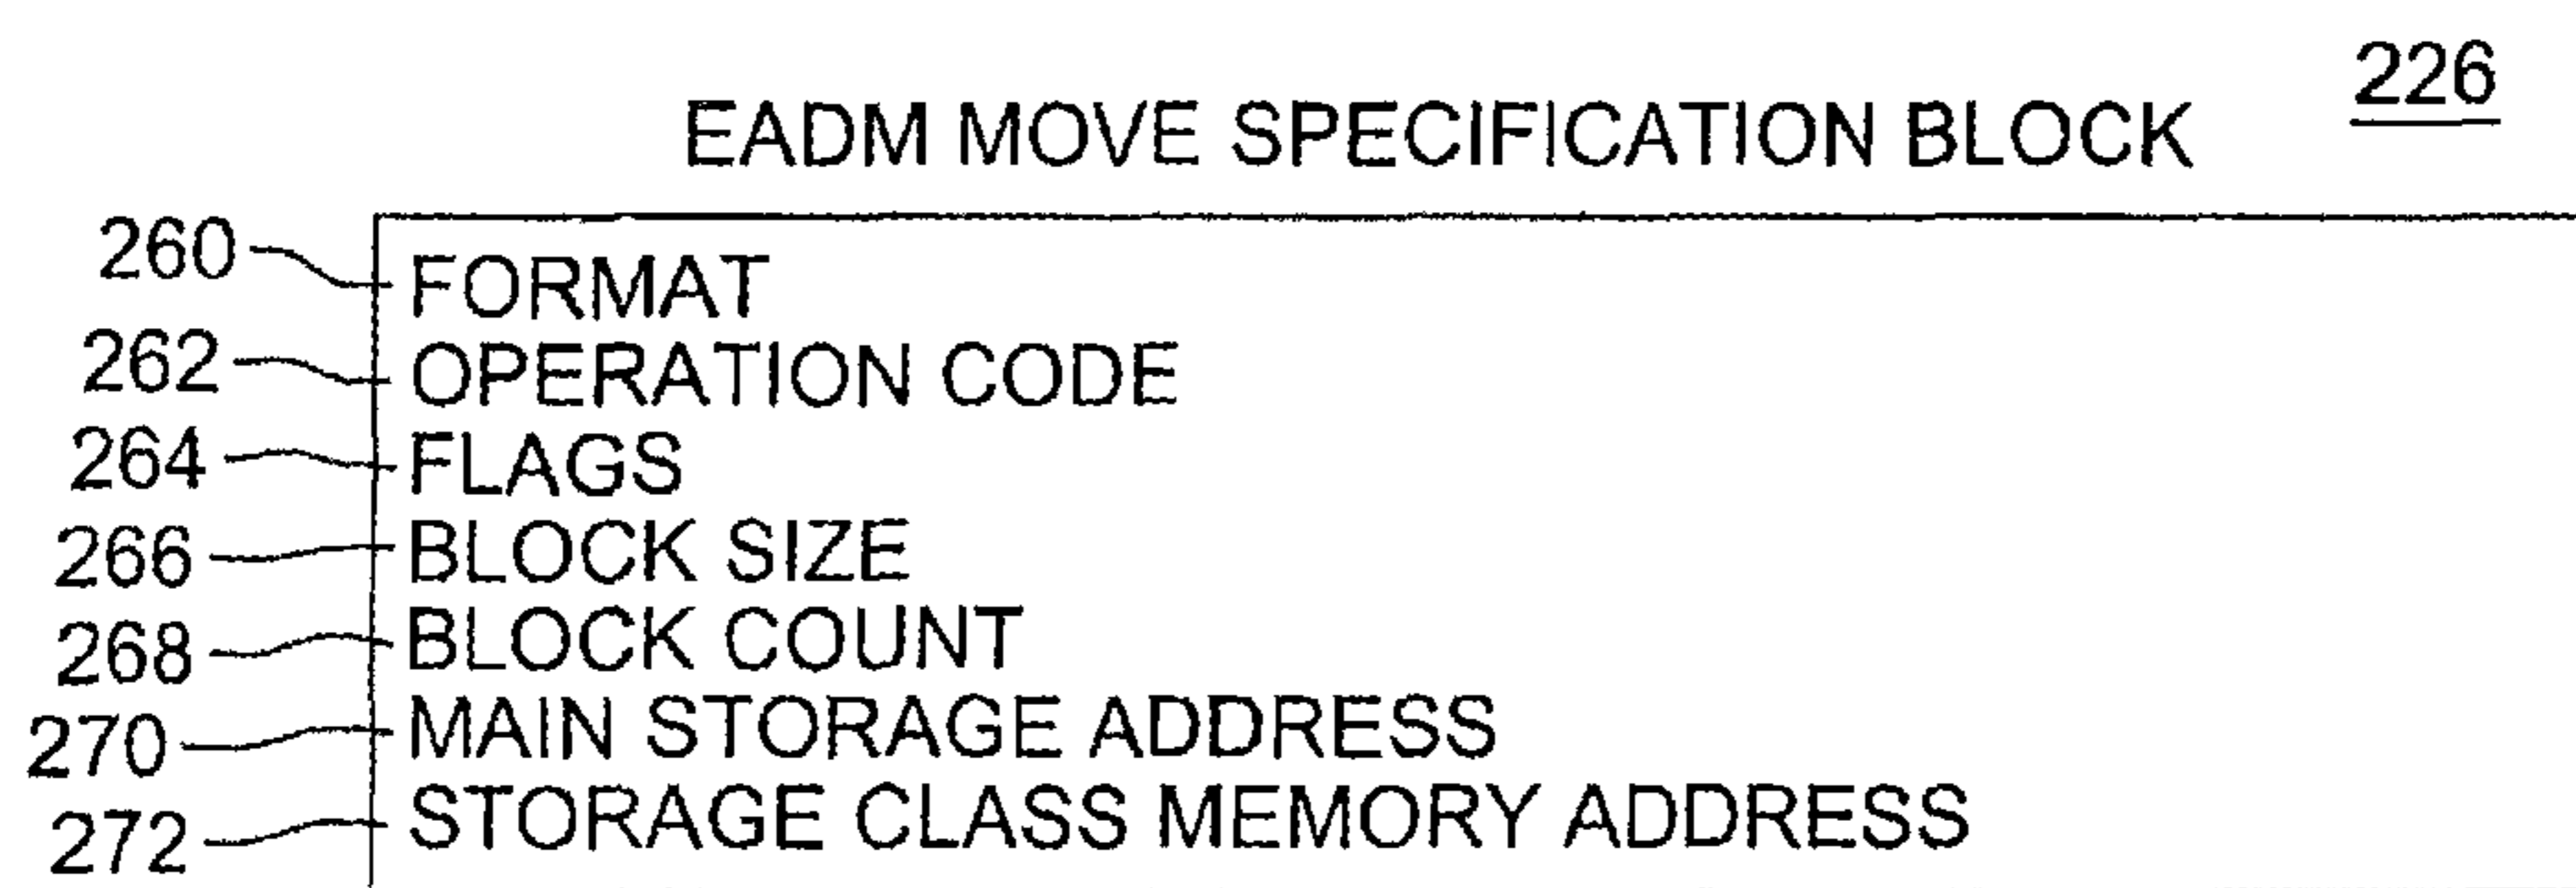 226
EADM MOVE SPECIFICATION BLOCK
260 FORMAT
262 OPERATION CODE
264 FLAGS
266 BLOCK SIZE
268 BLOCK COUNT
270 MAIN STORAGE ADDRESS
272 STORAGE CLASS MEMORY ADDRESS